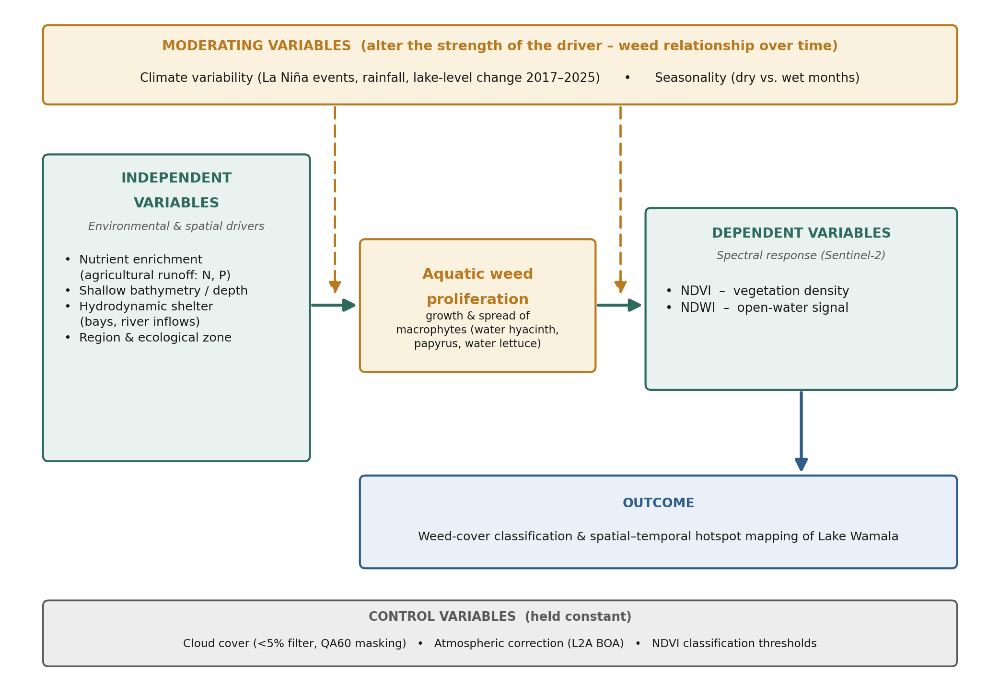 MODERATING VARIABLES  (alter the strength of the driver – weed relationship over time)
Climate variability (La Niña events, rainfall, lake-level change 2017–2025)      •      Seasonality (dry vs. wet months)
INDEPENDENT
VARIABLES
Environmental & spatial drivers
•  Nutrient enrichment
(agricultural runoff: N, P)
•  Shallow bathymetry / depth
•  Hydrodynamic shelter
(bays, river inflows)
•  Region & ecological zone
Aquatic weed
proliferation
growth & spread of
macrophytes (water hyacinth,
papyrus, water lettuce)
DEPENDENT VARIABLES
Spectral response (Sentinel-2)
•  NDVI  –  vegetation density
•  NDWI  –  open-water signal
OUTCOME
Weed-cover classification & spatial–temporal hotspot mapping of Lake Wamala
CONTROL VARIABLES  (held constant)
Cloud cover (<5% filter, QA60 masking)   •   Atmospheric correction (L2A BOA)   •   NDVI classification thresholds